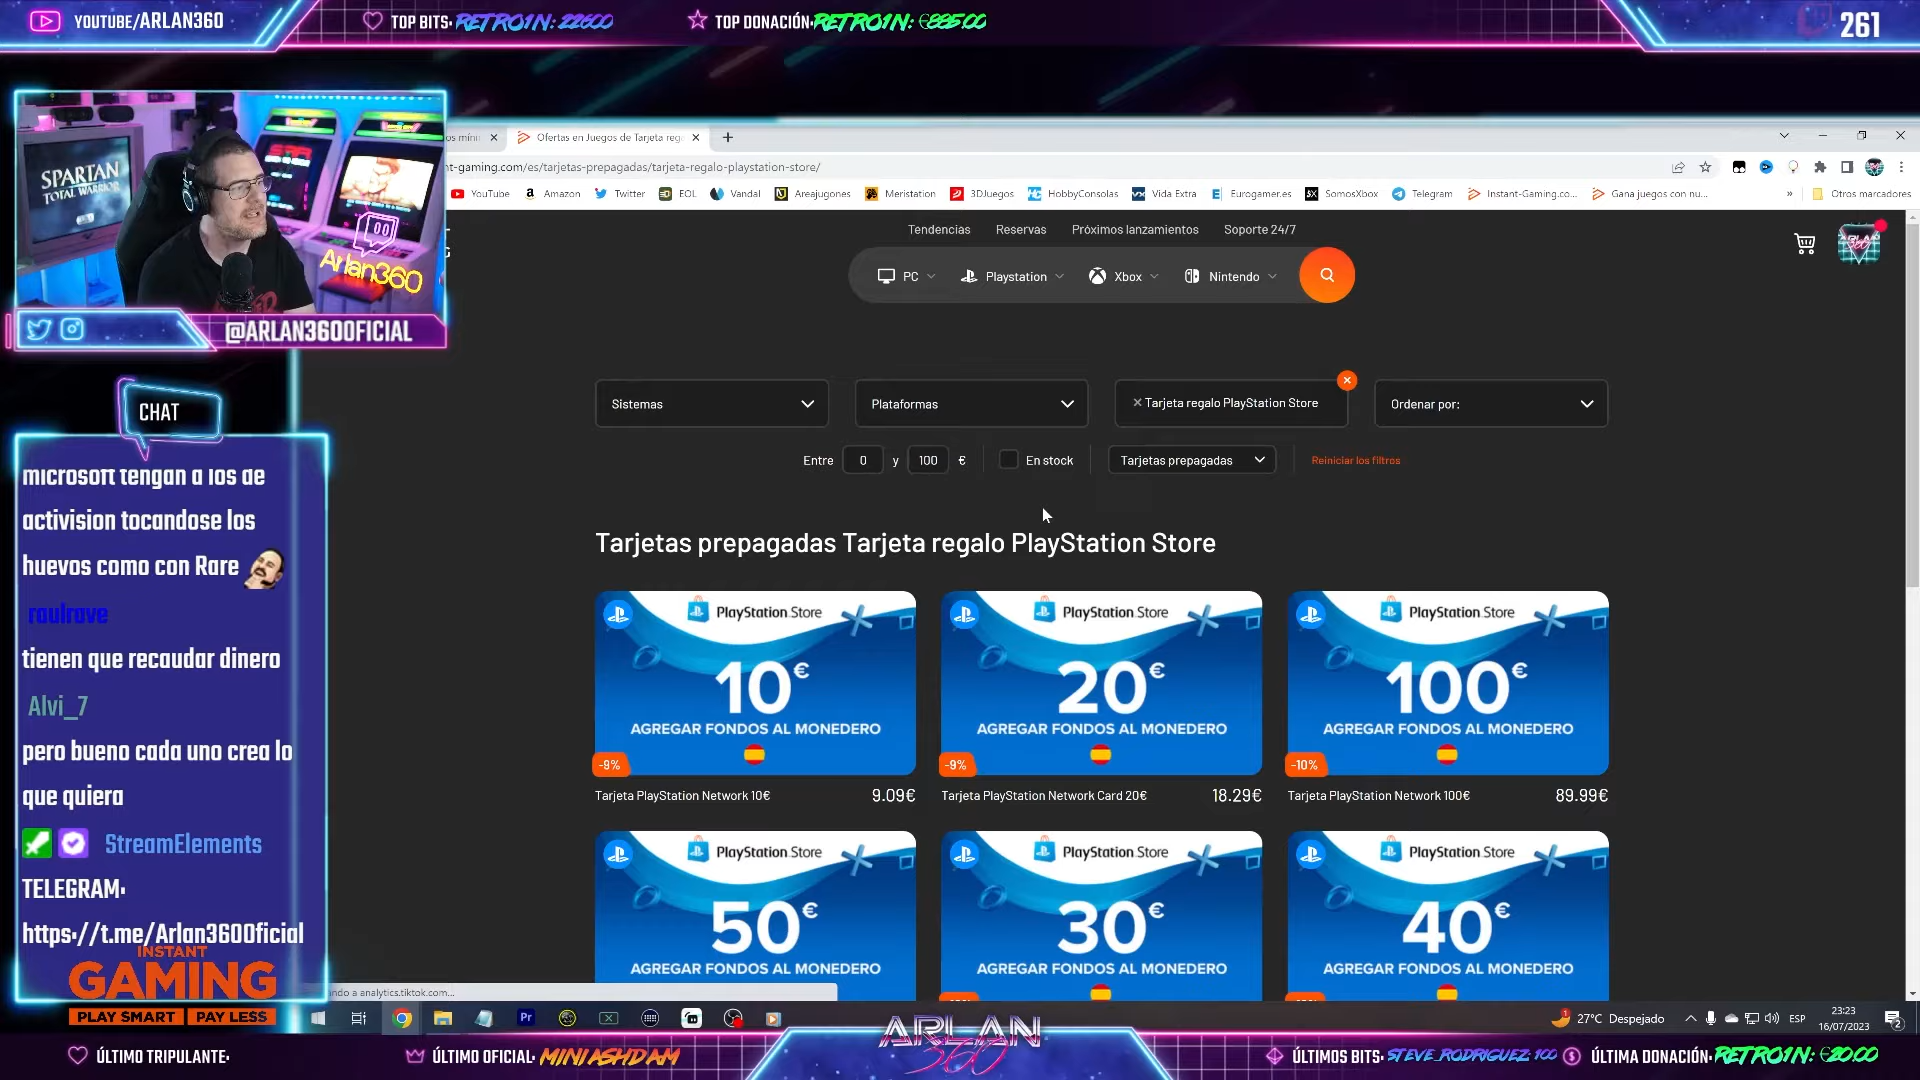 YOUTUBE/ARLAN360
TOP BITS: RETRO1N: 22600
TOP DONACIÓN: RETRO1N: €885.00
261
Ofertas en Juegos de Tarjeta reg
nt-gaming.com/es/tarjetas-prepagadas/tarjeta-regalo-playstation-store/
YouTube
Amazon
Twitter
EOL
Vandal
Areajugones
Meristation
3DJuegos
HobbyConsolas
Vida Extra
Eurogamer.es
SomosXbox
Telegram
Instant-Gaming.co...
Gana juegos con nu...
»
Otros marcadores
SPARTAN
TOTAL WARRIOR
Arlan360
@ARLAN360OFICIAL
Tendencias
Reservas
Próximos lanzamientos
Soporte 24/7
PC
Playstation
Xbox
Nintendo
Sistemas
Plataformas
Tarjeta regalo PlayStation Store
Ordenar por:
Entre 0 y 100 €
En stock
Tarjetas prepagadas
Reiniciar los filtros
Tarjetas prepagadas Tarjeta regalo PlayStation Store
PlayStation Store
10€
AGREGAR FONDOS AL MONEDERO
-9%
Tarjeta PlayStation Network 10€
9.09€
PlayStation Store
20€
AGREGAR FONDOS AL MONEDERO
-9%
Tarjeta PlayStation Network Card 20€
18.29€
PlayStation Store
100€
AGREGAR FONDOS AL MONEDERO
-10%
Tarjeta PlayStation Network 100€
89.99€
PlayStation Store
50€
AGREGAR FONDOS AL MONEDERO
PlayStation Store
30€
AGREGAR FONDOS AL MONEDERO
PlayStation Store
40€
AGREGAR FONDOS AL MONEDERO
CHAT
microsoft tengan a los de
activision tocandose los
huevos como con Rare
raulrave
tienen que recaudar dinero
Alvi_7
pero bueno cada uno crea lo
que quiera
StreamElements
TELEGRAM:
https://t.me/Arlan360Oficial
INSTANT
GAMING
PLAY SMART PAY LESS
ndo a analytics.tiktok.com...
Pr
27°C Despejado
ESP
23:23
16/07/2023
2
ÚLTIMO TRIPULANTE:
ÚLTIMO OFICIAL: MINIASHDAM
ARLAN
360
ÚLTIMOS BITS: STEVE_RODRIGUEZ: 100
ÚLTIMA DONACIÓN: RETRO1N: €20.00